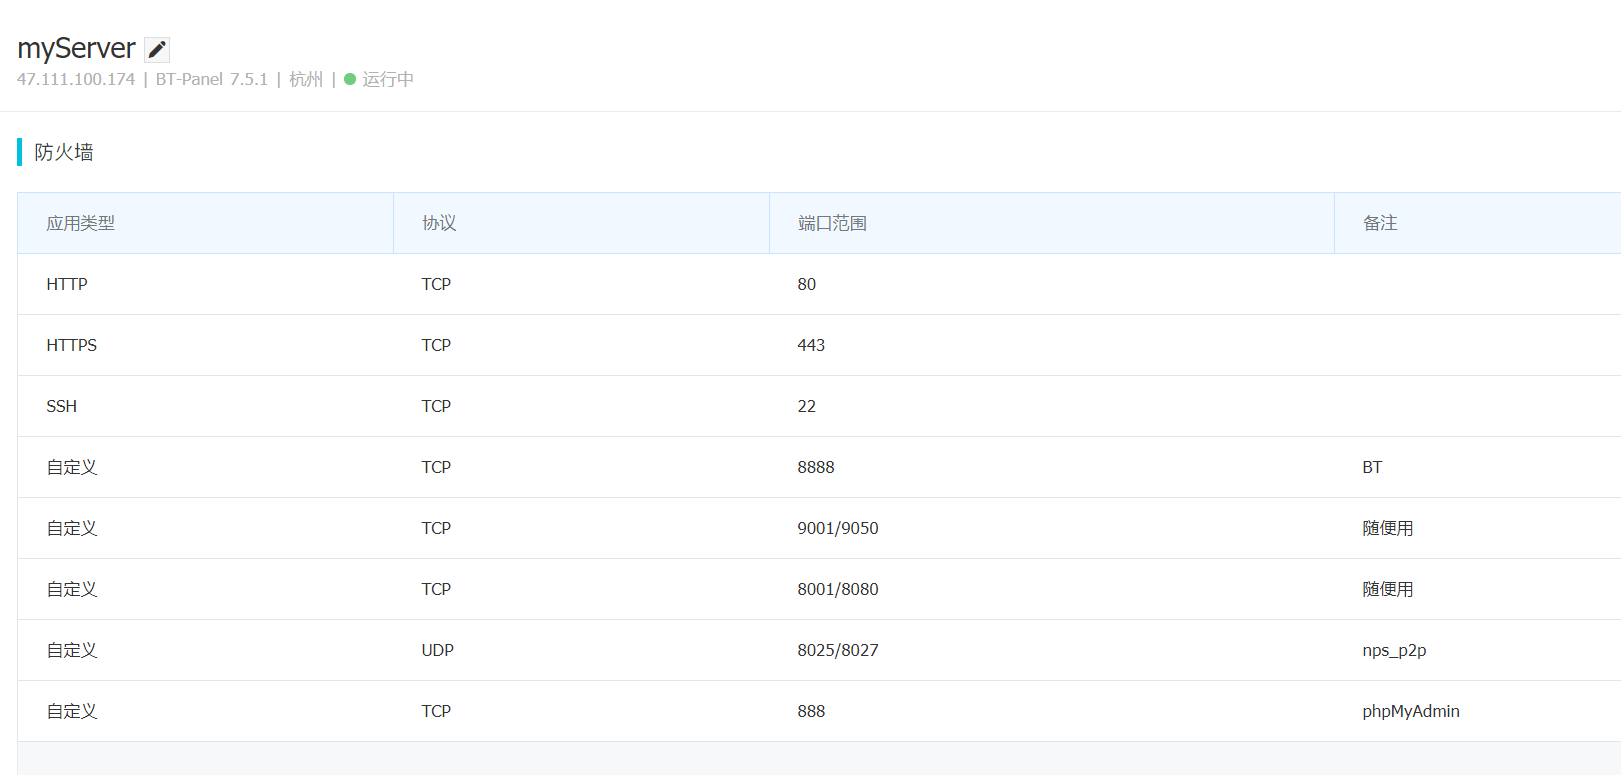 myServer
47.111.100.174 | BT-Panel 7.5.1 | 杭州 | 运行中
防火墙
应用类型 协议 端口范围 备注
HTTP TCP 80
HTTPS TCP 443
SSH TCP 22
自定义 TCP 8888 BT
自定义 TCP 9001/9050 随便用
自定义 TCP 8001/8080 随便用
自定义 UDP 8025/8027 nps_p2p
自定义 TCP 888 phpMyAdmin